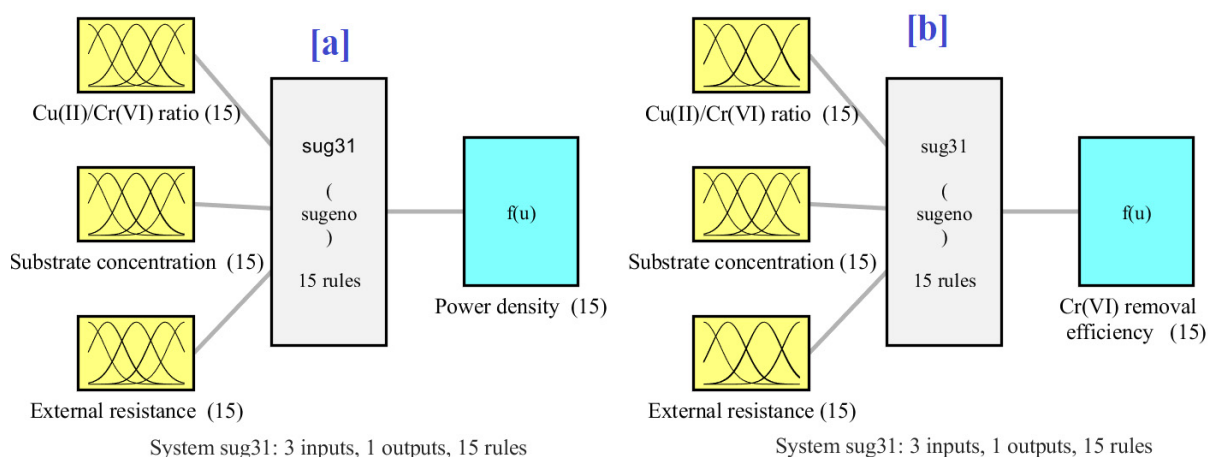 [a]
Cu(II)/Cr(VI) ratio (15)
sug31
(
sugeno
)
15 rules
f(u)
Substrate concentration (15)
Power density (15)
External resistance (15)
System sug31: 3 inputs, 1 outputs, 15 rules
[b]
Cu(II)/Cr(VI) ratio (15)
sug31
(
sugeno
)
15 rules
f(u)
Substrate concentration (15)
Cr(VI) removal
efficiency (15)
External resistance (15)
System sug31: 3 inputs, 1 outputs, 15 rules